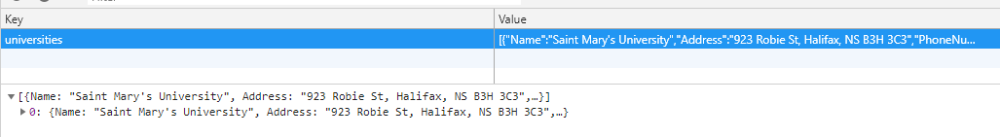 Key Value
universities [{"Name":"Saint Mary's University","Address":"923 Robie St, Halifax, NS B3H 3C3","PhoneNu...
▼[{Name: "Saint Mary's University", Address: "923 Robie St, Halifax, NS B3H 3C3",…}]
▶0: {Name: "Saint Mary's University", Address: "923 Robie St, Halifax, NS B3H 3C3",…}